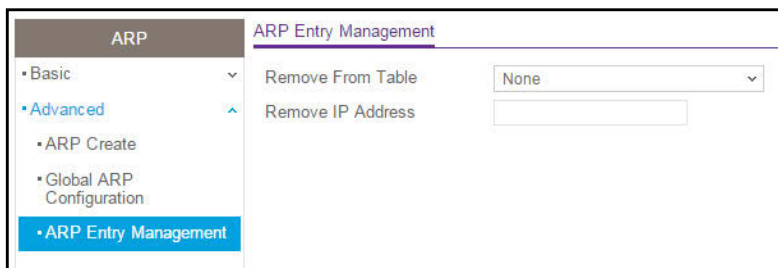 ARP
Basic
Advanced
ARP Create
Global ARP
Configuration
ARP Entry Management
ARP Entry Management
Remove From Table
None
Remove IP Address